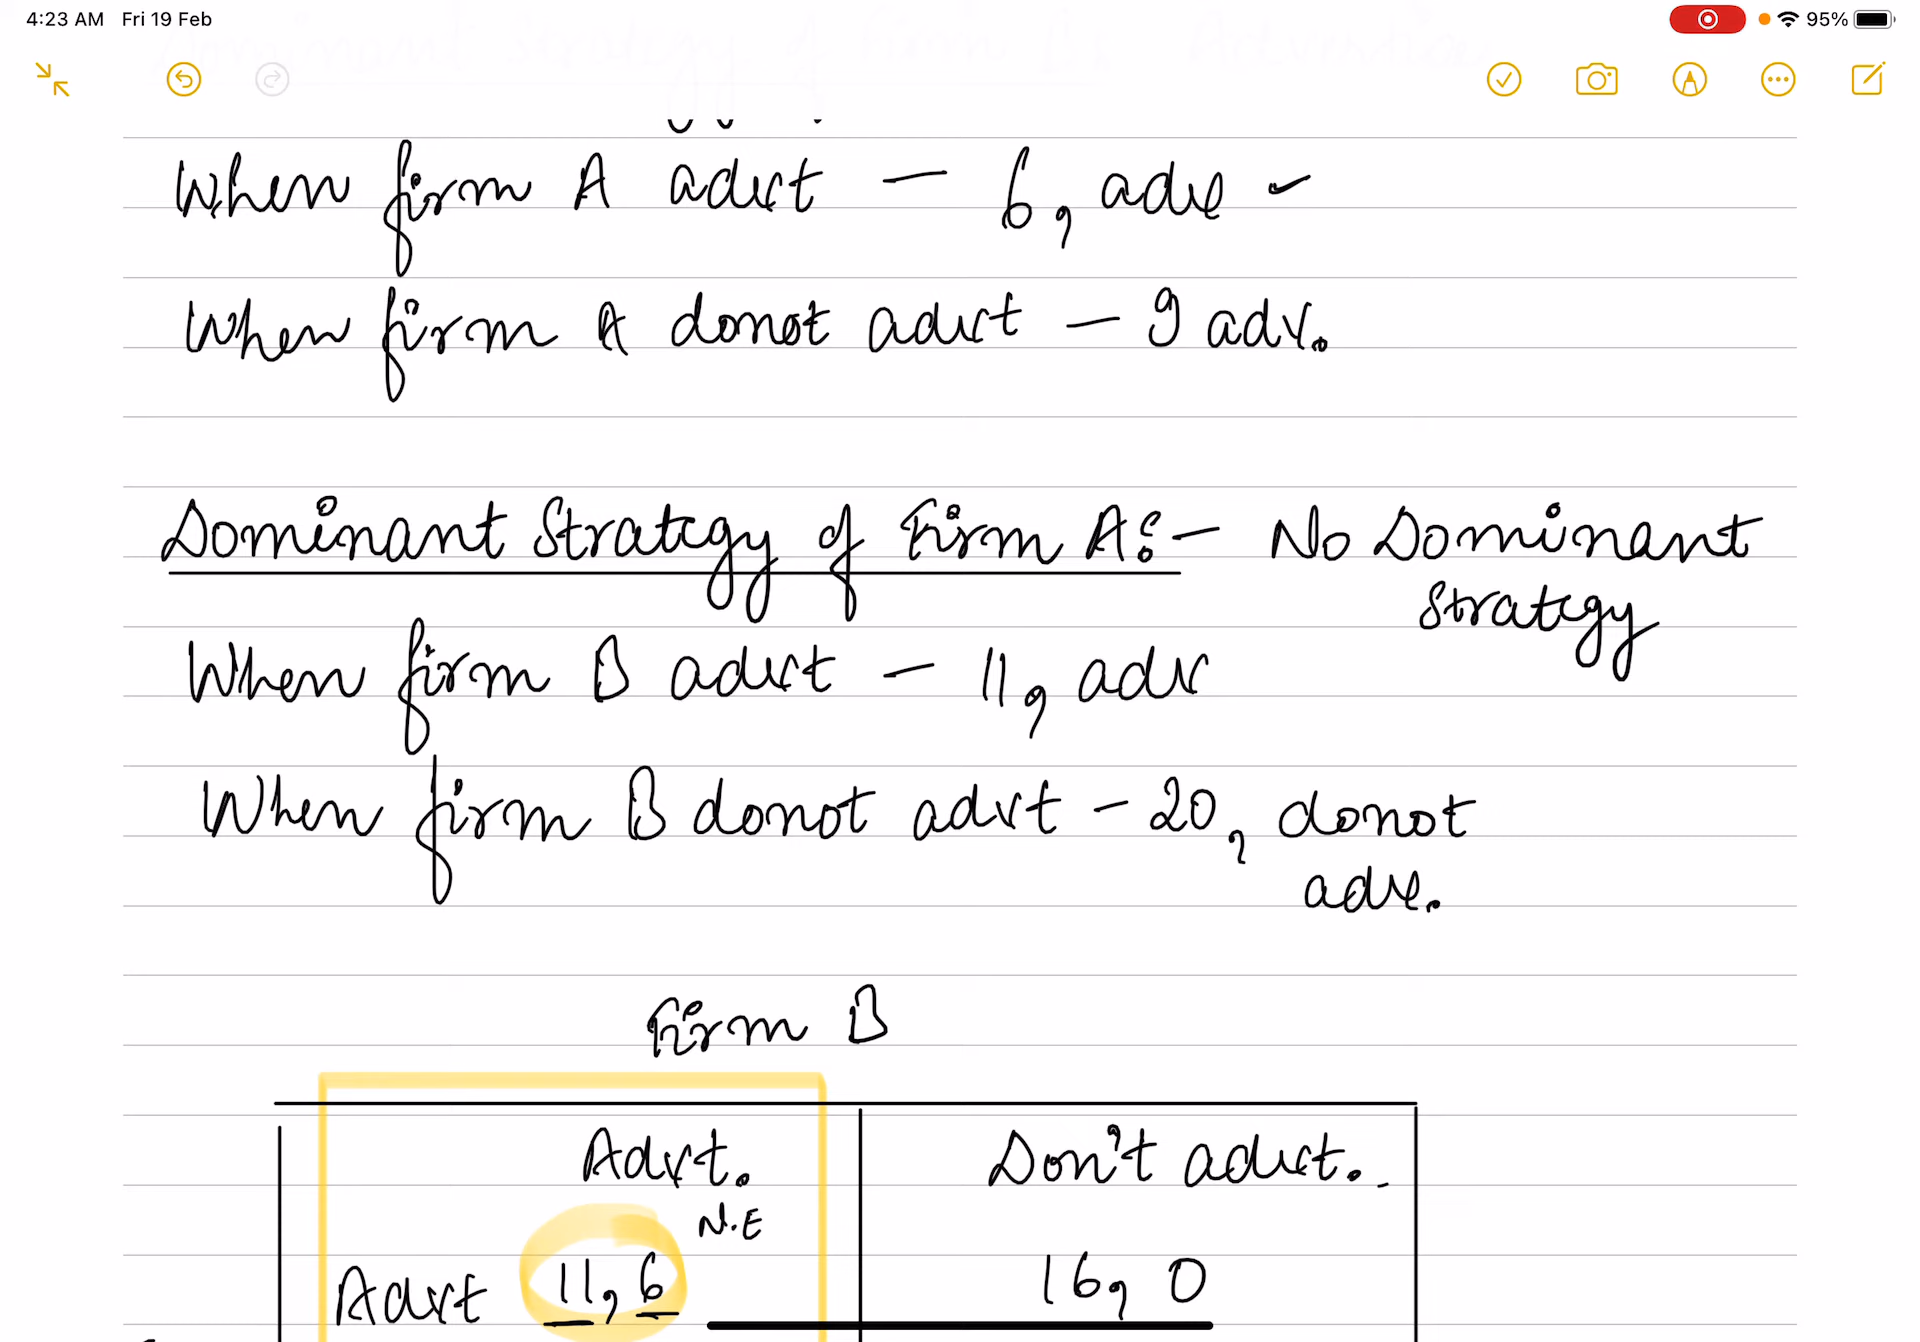 4:23 AM Fri 19 Feb 95%
When firm A advt — 6, adv
When firm A donot advt — 9 adv.
Dominant Strategy of Firm A:- No Dominant
Strategy
When firm B advt — 11, adv
When firm B donot advt - 20, donot
adv.
Firm B
Advt. Don't advt.
N.E
Advt 11, 6 16, 0